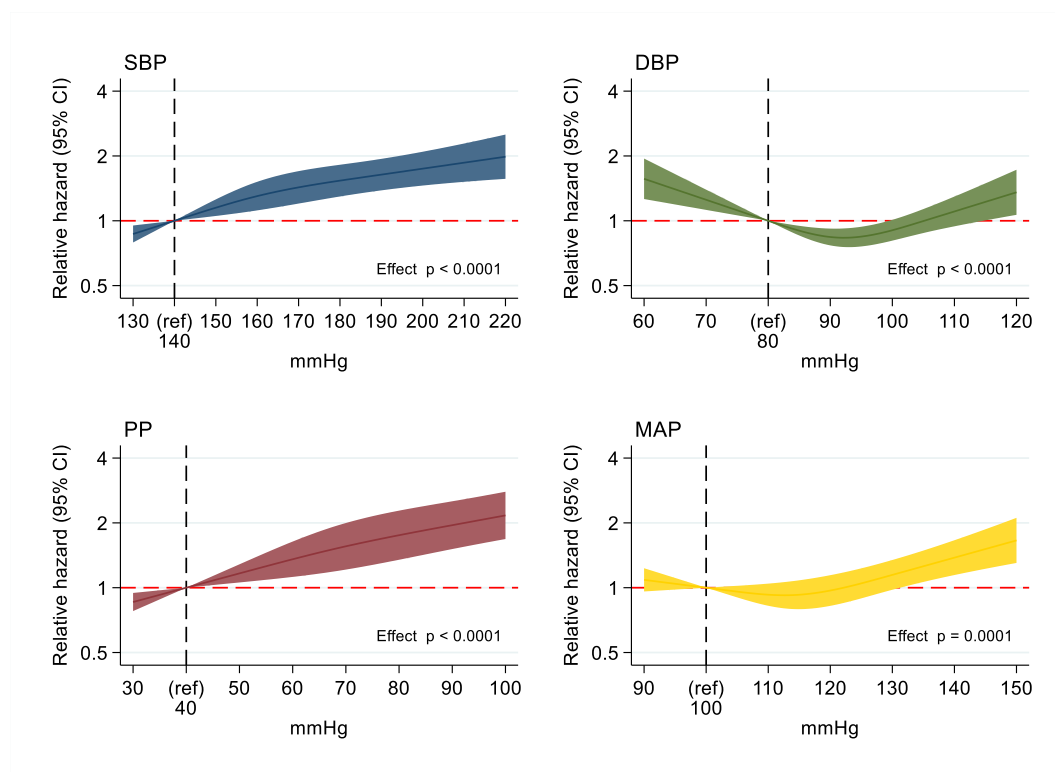 SBP
Relative hazard (95% CI)
4
2
1
0.5
Effect p < 0.0001
130 (ref) 150 160 170 180 190 200 210 220
140
mmHg
DBP
Relative hazard (95% CI)
4
2
1
0.5
Effect p < 0.0001
60 70 (ref) 90 100 110 120
80
mmHg
PP
Relative hazard (95% CI)
4
2
1
0.5
Effect p < 0.0001
30 (ref) 50 60 70 80 90 100
40
mmHg
MAP
Relative hazard (95% CI)
4
2
1
0.5
Effect p = 0.0001
90 (ref) 110 120 130 140 150
100
mmHg